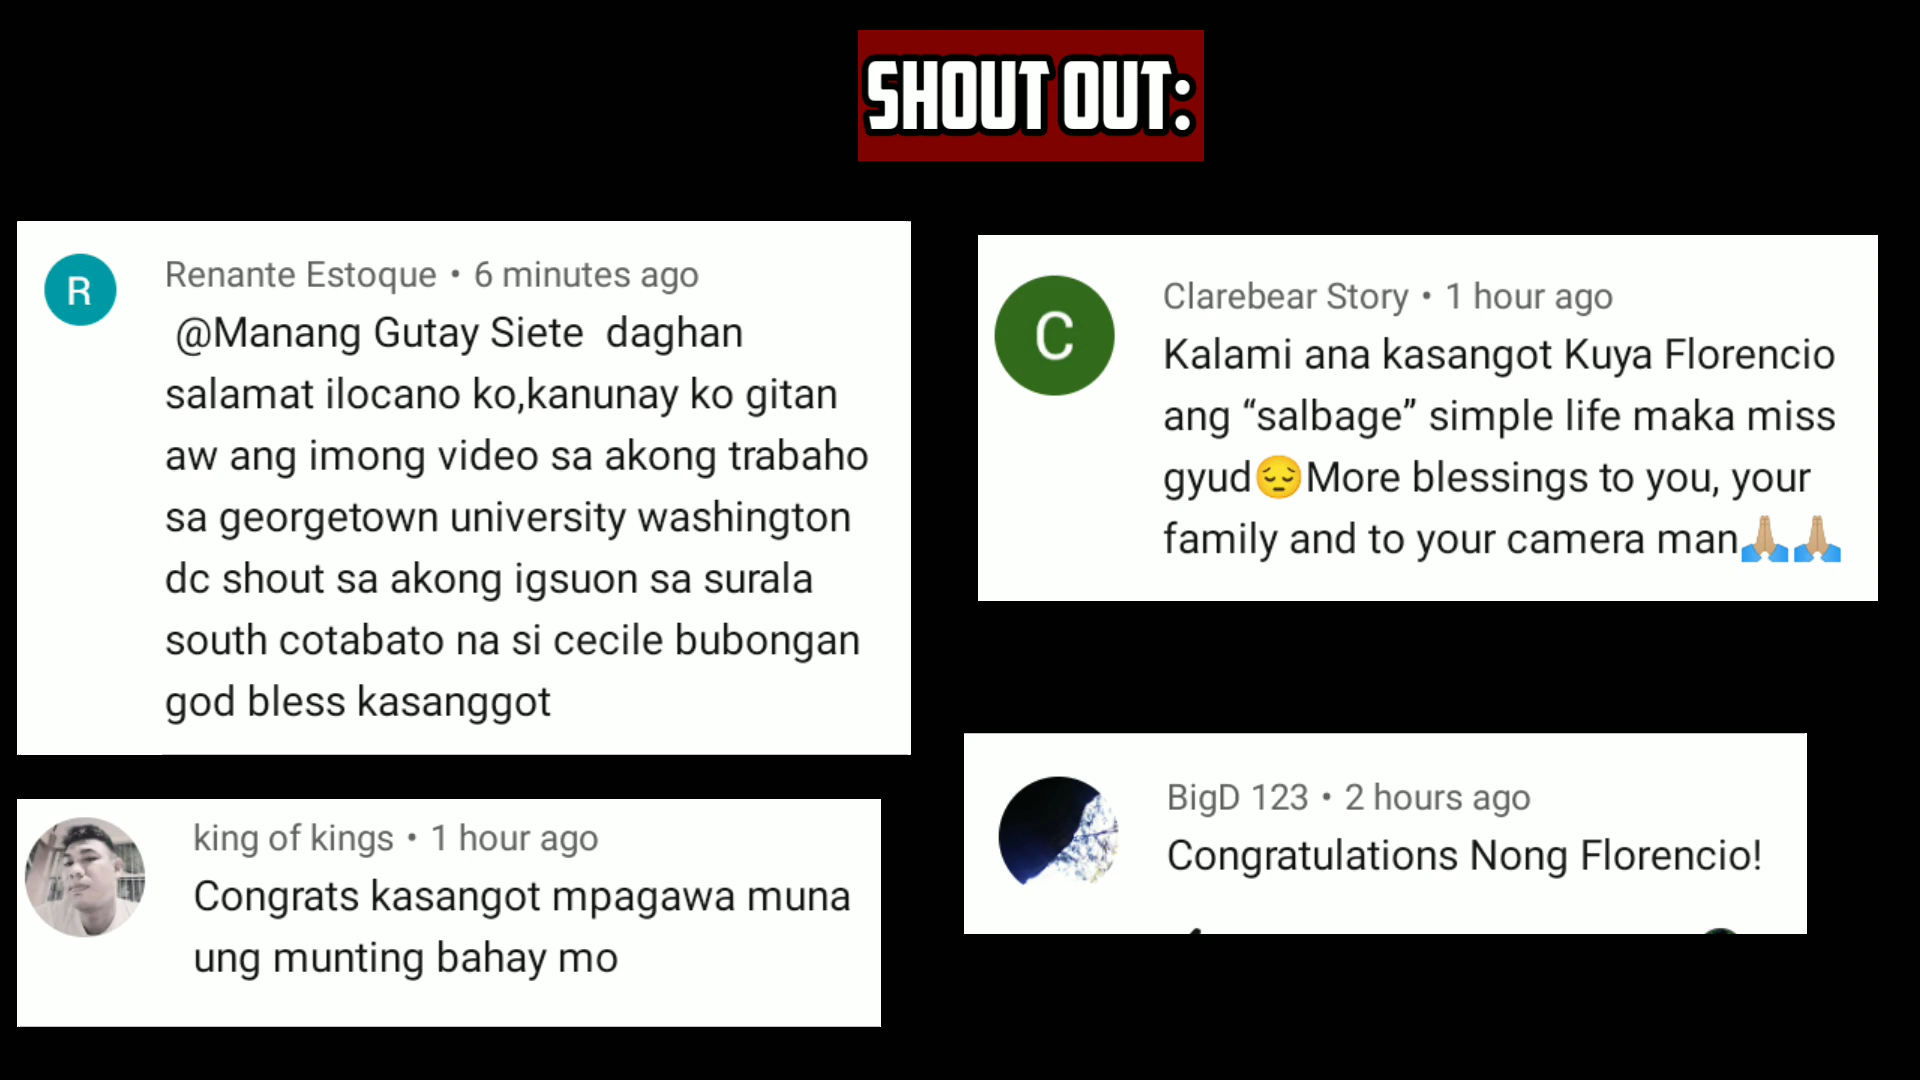 SHOUT OUT:
R
Renante Estoque • 6 minutes ago
@Manang Gutay Siete daghan
salamat ilocano ko,kanunay ko gitan
aw ang imong video sa akong trabaho
sa georgetown university washington
dc shout sa akong igsuon sa surala
south cotabato na si cecile bubongan
god bless kasanggot
king of kings • 1 hour ago
Congrats kasangot mpagawa muna
ung munting bahay mo
C
Clarebear Story • 1 hour ago
Kalami ana kasangot Kuya Florencio
ang “salbage” simple life maka miss
gyud😔More blessings to you, your
family and to your camera man🙏🏼🙏🏼
BigD 123 • 2 hours ago
Congratulations Nong Florencio!